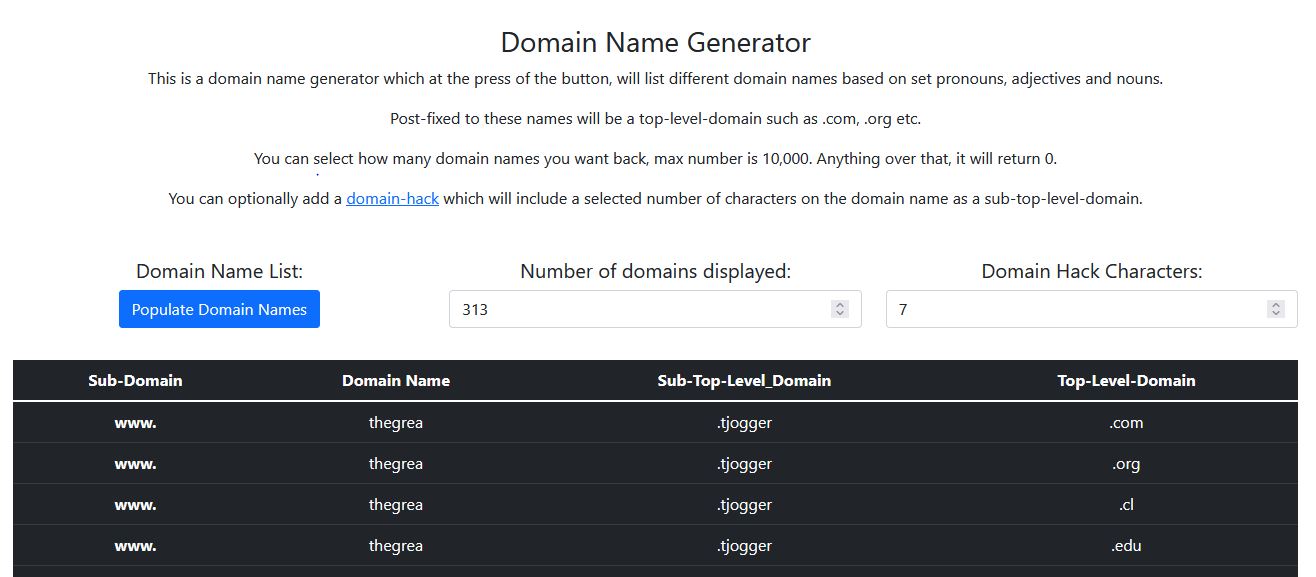 Domain Name Generator
This is a domain name generator which at the press of the button, will list different domain names based on set pronouns, adjectives and nouns.
Post-fixed to these names will be a top-level-domain such as .com, .org etc.
You can select how many domain names you want back, max number is 10,000. Anything over that, it will return 0.
You can optionally add a domain-hack which will include a selected number of characters on the domain name as a sub-top-level-domain.
Domain Name List: Number of domains displayed: Domain Hack Characters:
Populate Domain Names 313 7
Sub-Domain Domain Name Sub-Top-Level_Domain Top-Level-Domain
www. thegrea .tjogger .com
www. thegrea .tjogger .org
www. thegrea .tjogger .cl
www. thegrea .tjogger .edu